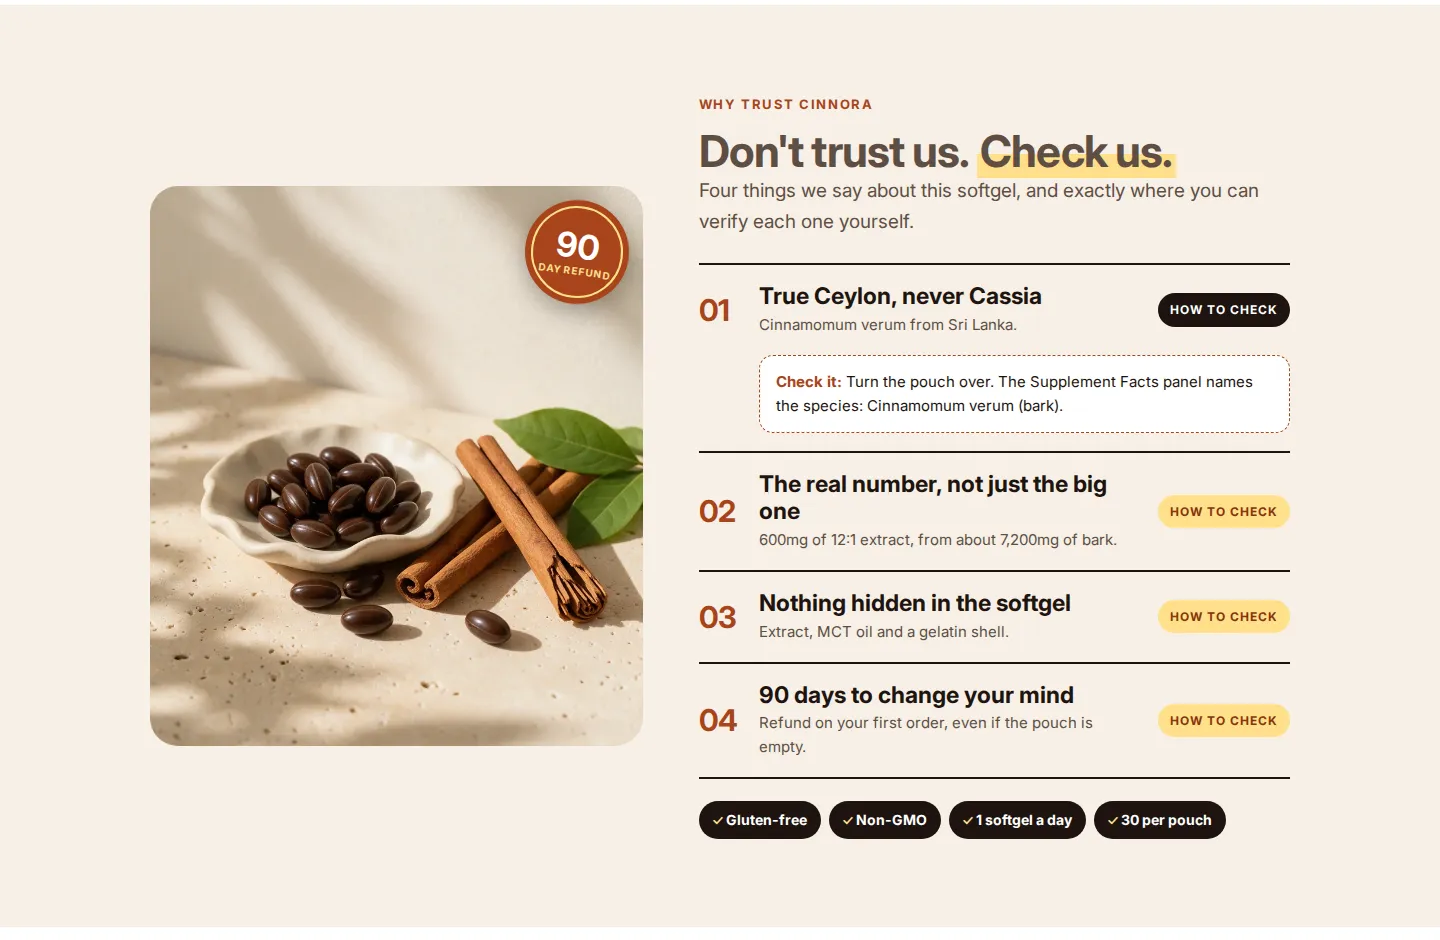 WHY TRUST CINNORA
Don't trust us. Check us.
Four things we say about this softgel, and exactly where you can
verify each one yourself.
90
DAY REFUND
01
True Ceylon, never Cassia
Cinnamomum verum from Sri Lanka.
HOW TO CHECK
Check it: Turn the pouch over. The Supplement Facts panel names
the species: Cinnamomum verum (bark).
02
The real number, not just the big
one
600mg of 12:1 extract, from about 7,200mg of bark.
HOW TO CHECK
03
Nothing hidden in the softgel
Extract, MCT oil and a gelatin shell.
HOW TO CHECK
04
90 days to change your mind
Refund on your first order, even if the pouch is
empty.
HOW TO CHECK
✓ Gluten-free
✓ Non-GMO
✓ 1 softgel a day
✓ 30 per pouch